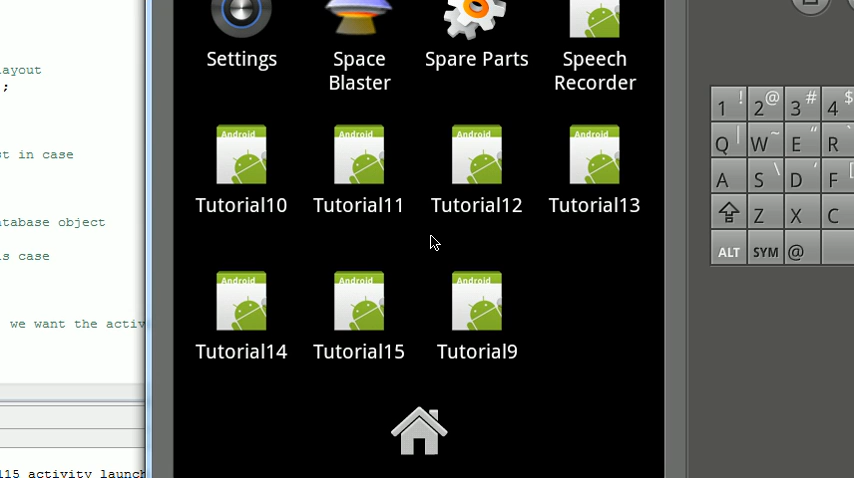 Settings
Space
Blaster
Spare Parts
Speech
Recorder
ayout
;
st in case
Android
Android
Android
Android
Tutorial10
Tutorial11
Tutorial12
Tutorial13
tabase object
s case
we want the activ
Android
Android
Android
Tutorial14
Tutorial15
Tutorial9
115 activity launch
1 ! 2 @ 3 # 4 $
Q | W ~ E " R `
A S \ D ' F [
Z X C
ALT SYM @